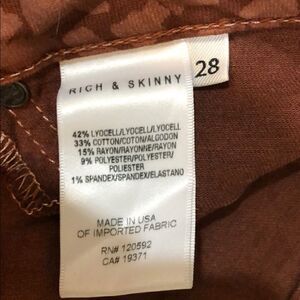 RICH & SKINNY
28
42% LYOCELL/LYOCELL/LYOCELL
33% COTTON/COTON/ALGODON
15% RAYON/RAYONNE/RAYON
9% POLYESTER/POLYESTER/
POLIESTER
1% SPANDEX/SPANDEX/ELASTANO
MADE IN USA
OF IMPORTED FABRIC
RN# 120592
CA# 19371